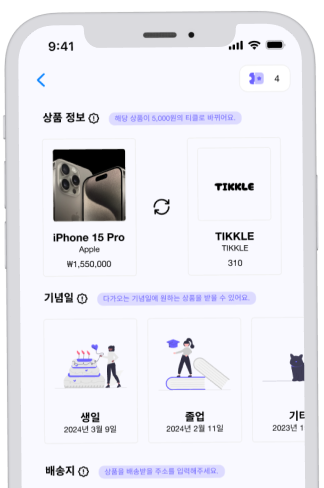 9:41
4
상품 정보
해당 상품이 5,000원의 티클로 바뀌어요.
TIKKLE
iPhone 15 Pro
Apple
₩1,550,000
TIKKLE
TIKKLE
310
기념일
다가오는 기념일에 원하는 상품을 받을 수 있어요.
생일
2024년 3월 9일
졸업
2024년 2월 11일
기타
2023년 1
배송지
상품을 배송받을 주소를 입력해주세요.